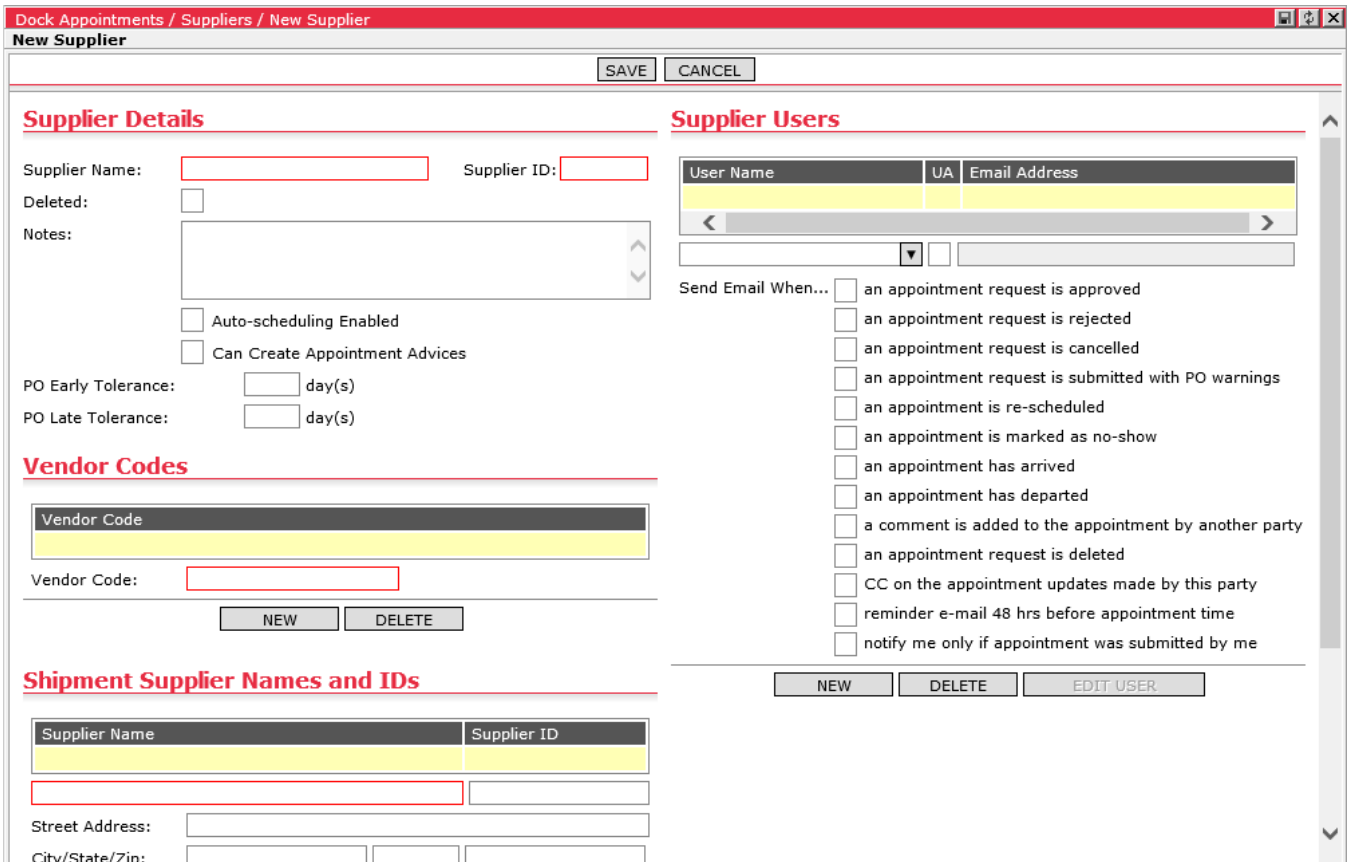 Dock Appointments / Suppliers / New Supplier
New Supplier
SAVE CANCEL
Supplier Details
Supplier Name: Supplier ID:
Deleted:
Notes:
Auto-scheduling Enabled
Can Create Appointment Advices
PO Early Tolerance: day(s)
PO Late Tolerance: day(s)
Vendor Codes
Vendor Code
Vendor Code:
NEW DELETE
Shipment Supplier Names and IDs
Supplier Name Supplier ID
Street Address:
City/State/Zip:
Supplier Users
User Name UA Email Address
Send Email When... an appointment request is approved
an appointment request is rejected
an appointment request is cancelled
an appointment request is submitted with PO warnings
an appointment is re-scheduled
an appointment is marked as no-show
an appointment has arrived
an appointment has departed
a comment is added to the appointment by another party
an appointment request is deleted
CC on the appointment updates made by this party
reminder e-mail 48 hrs before appointment time
notify me only if appointment was submitted by me
NEW DELETE EDIT USER